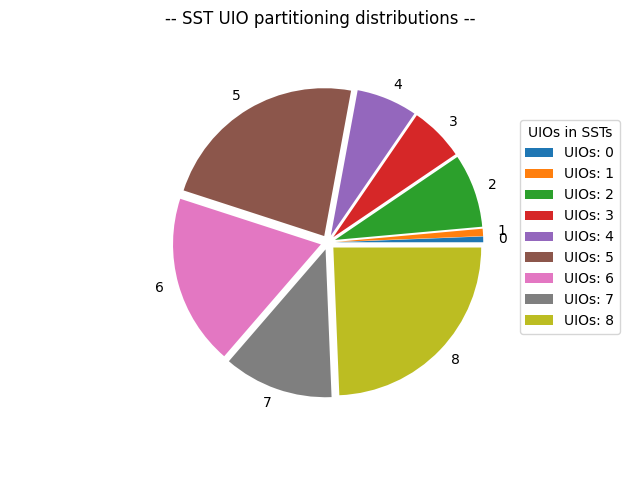 -- SST UIO partitioning distributions --
5
4
3
2
1
0
6
7
8
UIOs in SSTs
UIOs: 0
UIOs: 1
UIOs: 2
UIOs: 3
UIOs: 4
UIOs: 5
UIOs: 6
UIOs: 7
UIOs: 8